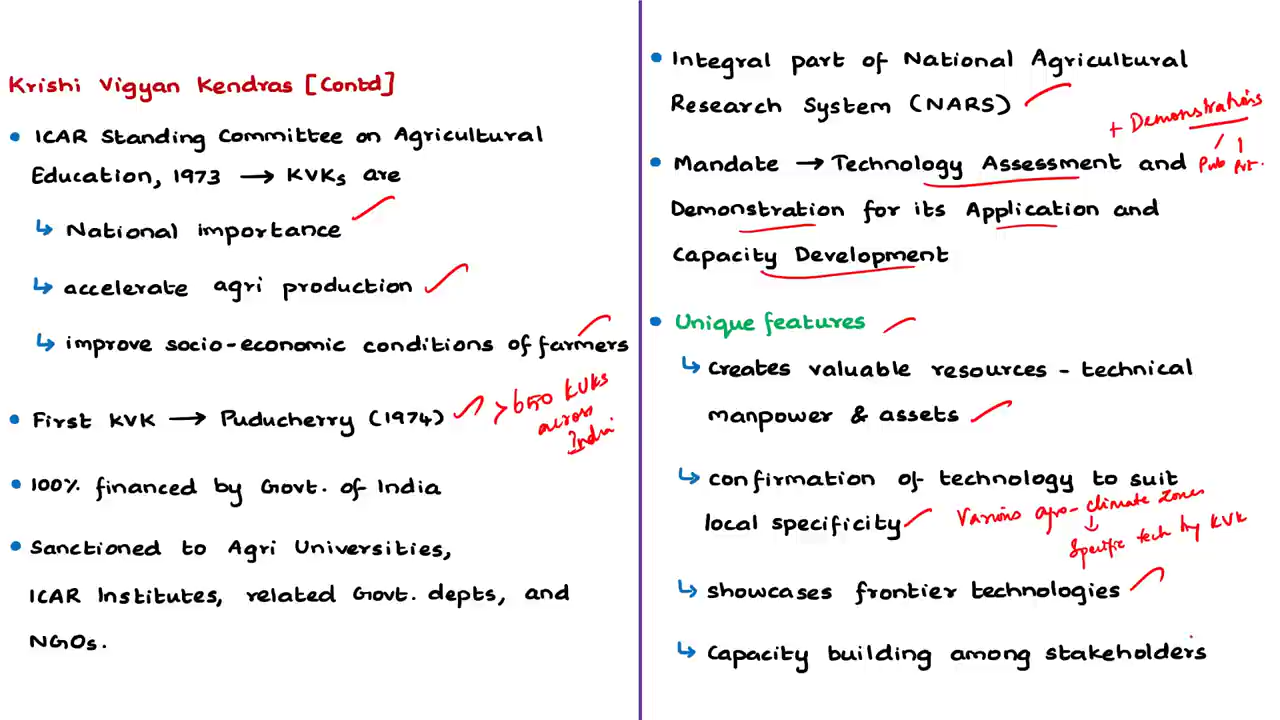 Krishi Vigyan Kendras [Contd]
• ICAR Standing Committee on Agricultural
Education, 1973 → KVKs are
↳ National importance
↳ accelerate agri production
↳ improve socio-economic conditions of farmers
• First KVK → Puducherry (1974)
> 650 KVKs
across
India
• 100% financed by Govt. of India
• Sanctioned to Agri Universities,
ICAR Institutes, related Govt. depts, and
NGOs.
• Integral part of National Agricultural
Research System (NARS)
+ Demonstrations
Pub Pvt.
• Mandate → Technology Assessment and
Demonstration for its Application and
Capacity Development
• Unique features
↳ creates valuable resources - technical
manpower & assets
↳ confirmation of technology to suit
local specificity
Various agro-climate zones
↓
Specific tech by KVK
↳ showcases frontier technologies
↳ Capacity building among stakeholders